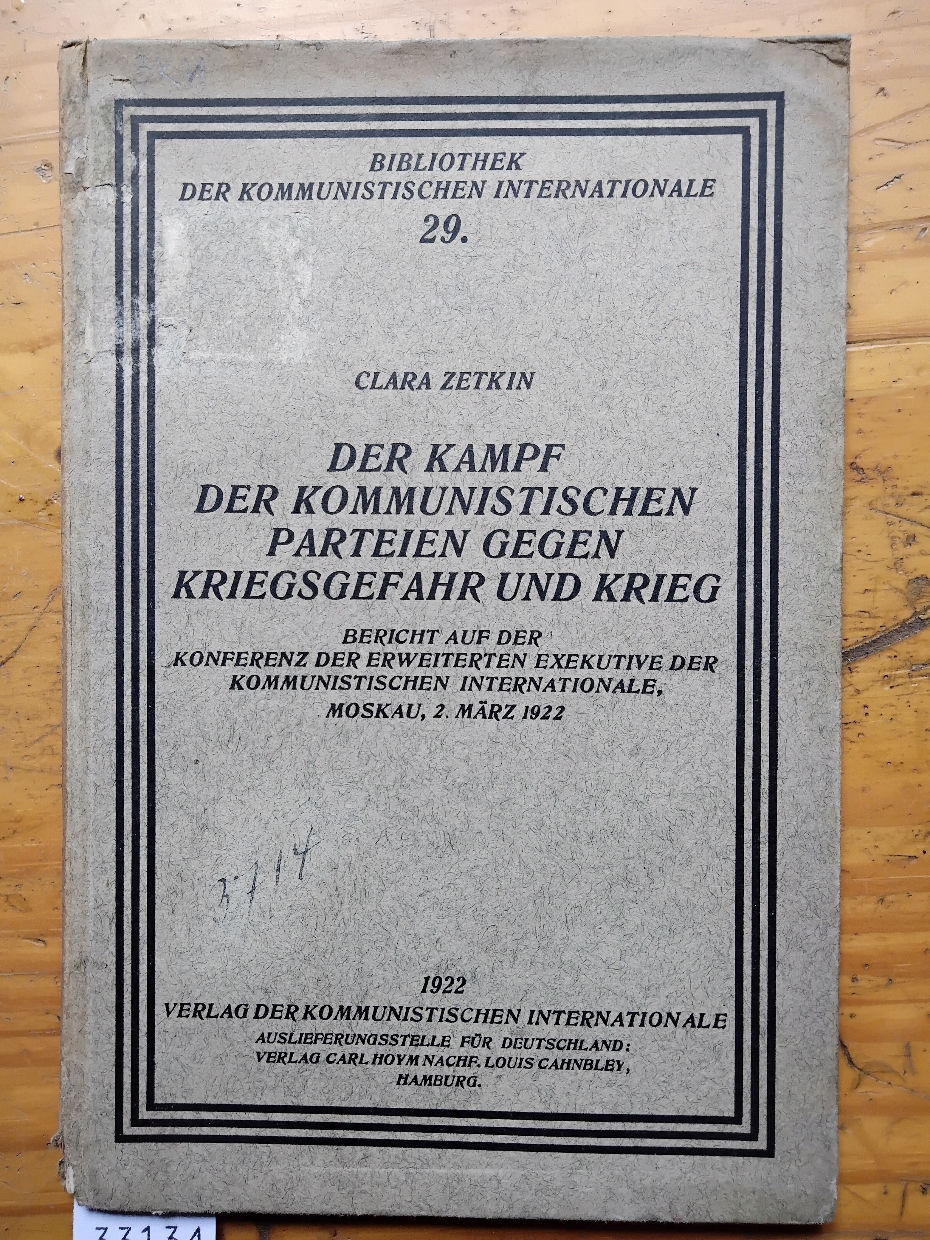 BIBLIOTHEK
DER KOMMUNISTISCHEN INTERNATIONALE
29.
CLARA ZETKIN
DER KAMPF
DER KOMMUNISTISCHEN
PARTEIEN GEGEN
KRIEGSGEFAHR UND KRIEG
BERICHT AUF DER
KONFERENZ DER ERWEITERTEN EXEKUTIVE DER
KOMMUNISTISCHEN INTERNATIONALE,
MOSKAU, 2. MÄRZ 1922
1922
VERLAG DER KOMMUNISTISCHEN INTERNATIONALE
AUSLIEFERUNGSSTELLE FÜR DEUTSCHLAND:
VERLAG CARL HOYM NACHF. LOUIS CAHNBLEY,
HAMBURG.
33134